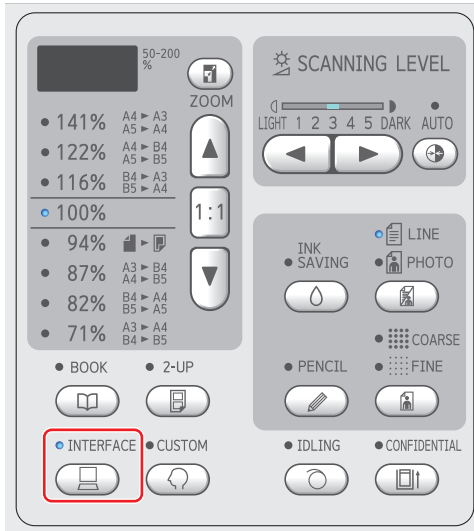 50-200
%
ZOOM
141% A4 ► A3
A5 ► A4
122% A4 ► B4
A5 ► B5
116% B4 ► A3
B5 ► A4
100%
1:1
94% ►
87% A3 ► B4
A4 ► B5
82% B4 ► A4
B5 ► A5
71% A3 ► A4
B4 ► B5
SCANNING LEVEL
LIGHT 1 2 3 4 5 DARK AUTO
INK
SAVING
LINE
PHOTO
PENCIL
COARSE
FINE
BOOK
2-UP
INTERFACE
CUSTOM
IDLING
CONFIDENTIAL